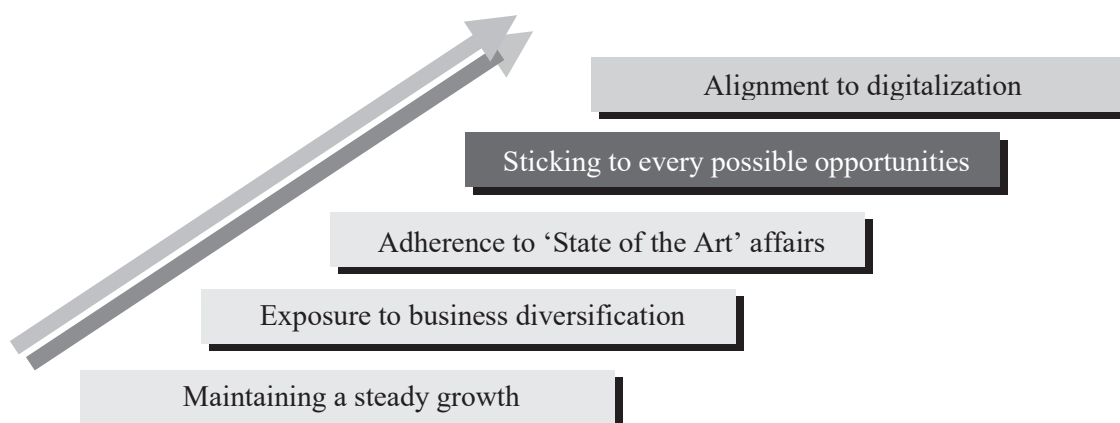 Alignment to digitalization
Sticking to every possible opportunities
Adherence to ‘State of the Art’ affairs
Exposure to business diversification
Maintaining a steady growth